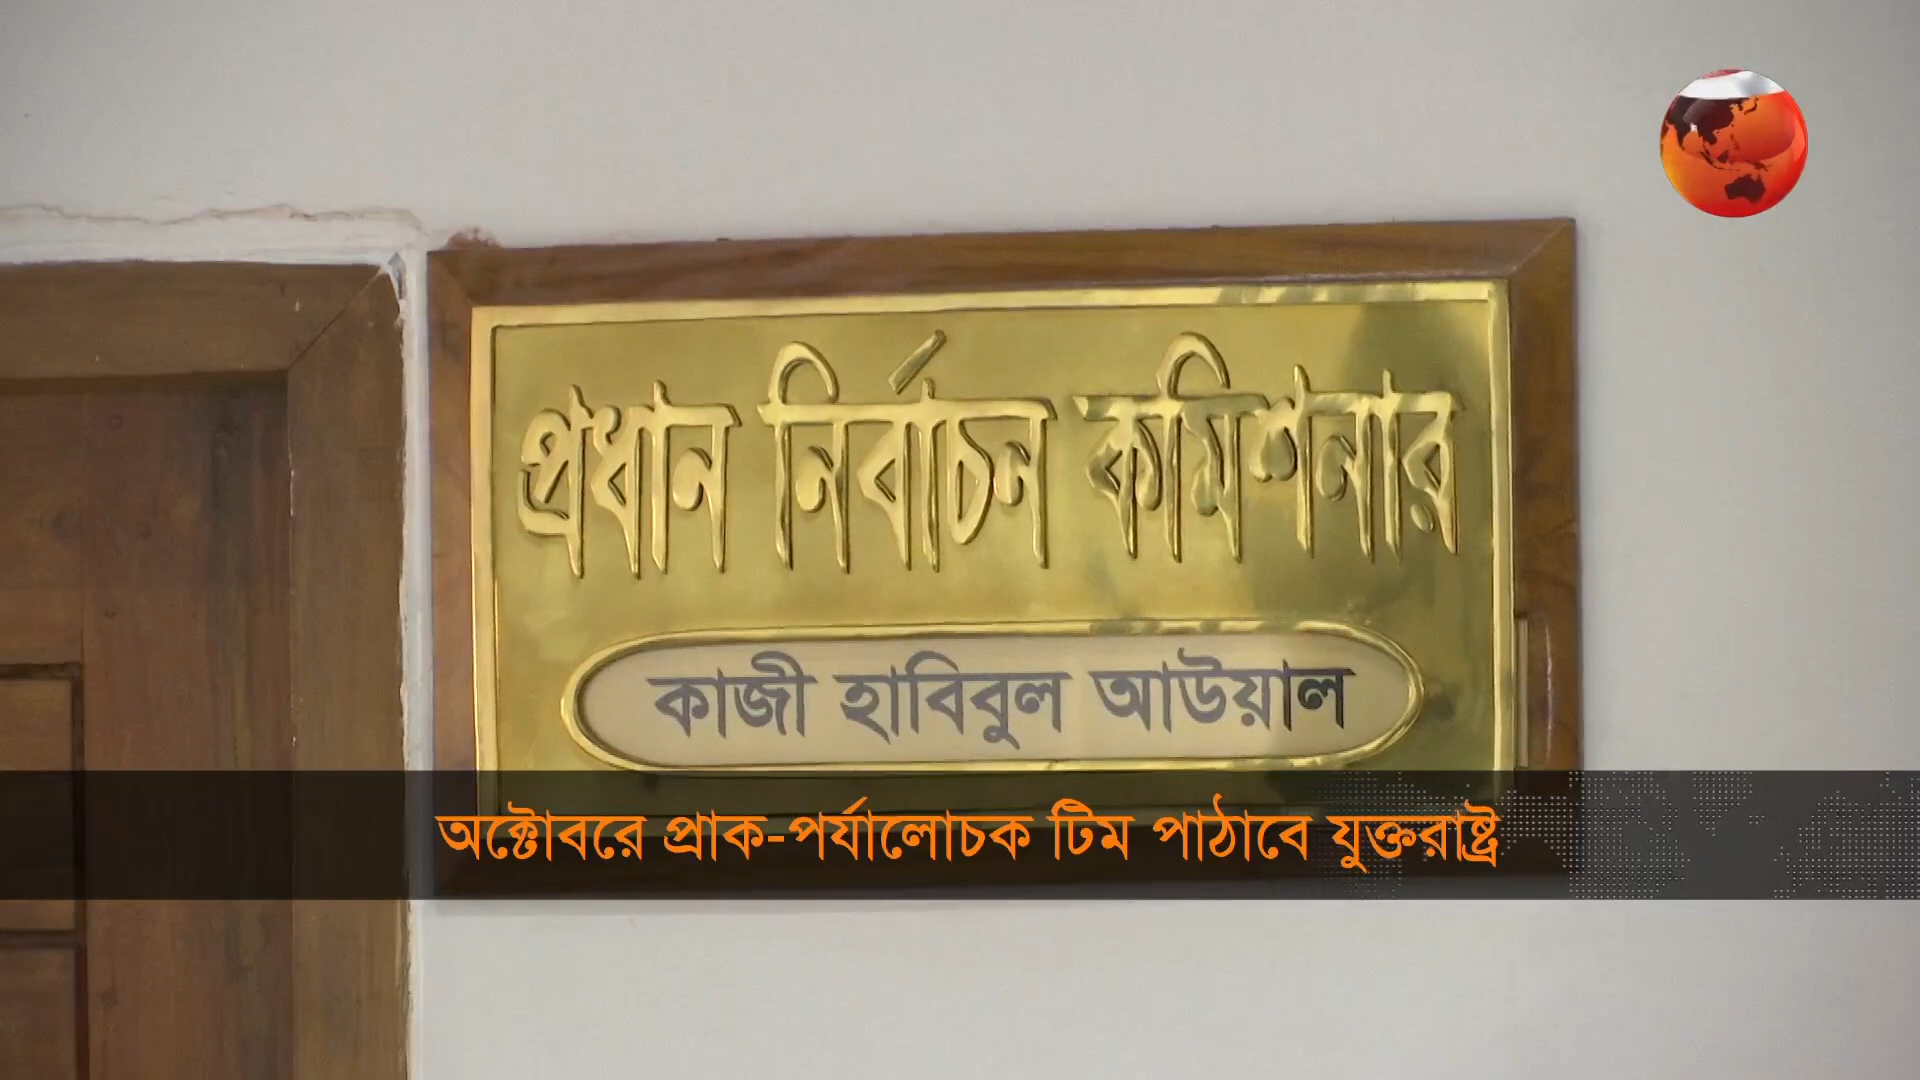 প্রধান নির্বাচন কমিশনার
কাজী হাবিবুল আউয়াল
অক্টোবরে প্রাক-পর্যালোচক টিম পাঠাবে যুক্তরাষ্ট্র